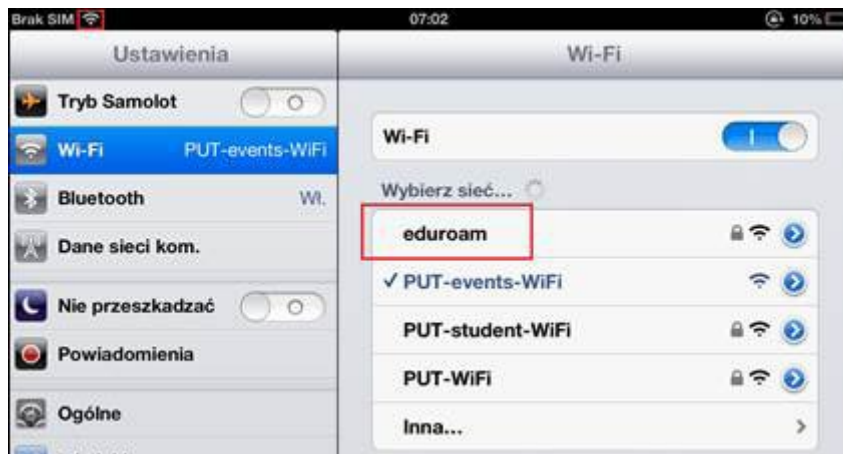 Brak SIM 07:02 10%
Ustawienia
Wi-Fi
Tryb Samolot
Wi-Fi PUT-events-WiFi
Bluetooth Wł.
Dane sieci kom.
Nie przeszkadzać
Powiadomienia
Ogólne
Wi-Fi
Wybierz sieć...
eduroam
PUT-events-WiFi
PUT-student-WiFi
PUT-WiFi
Inna...